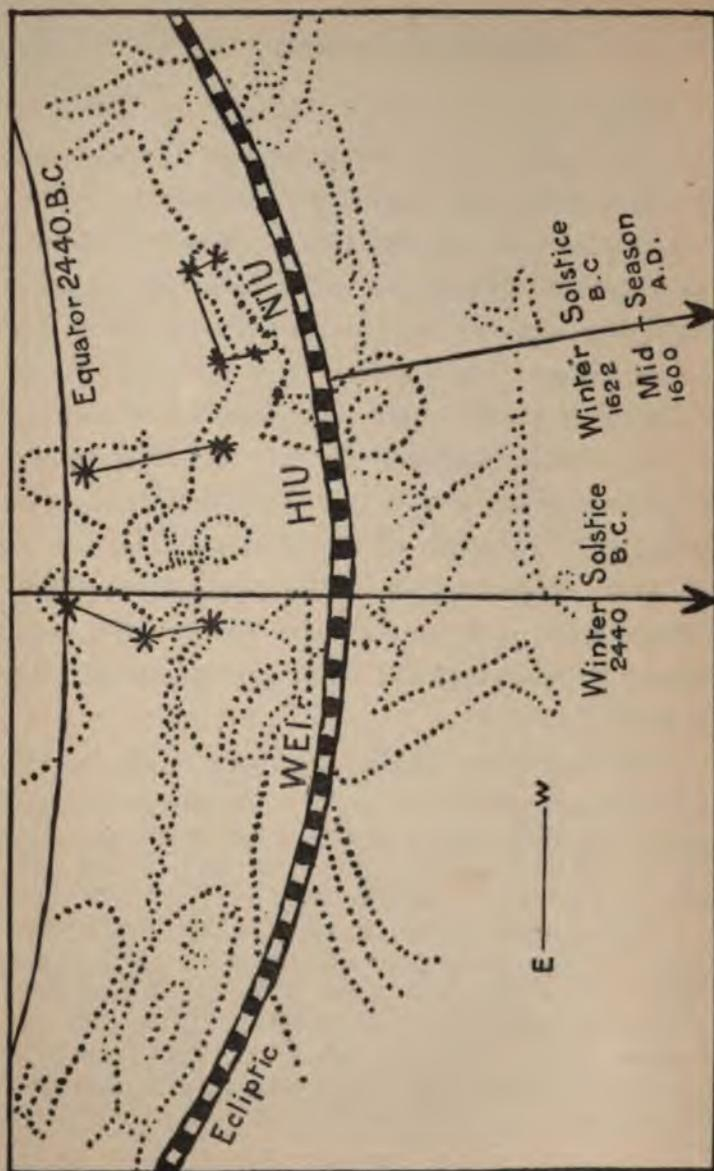 Equator 2440.B.C.
NIU
HIU
WEI.
Ecliptic
Winter Solstice
1622 B.C
Mid - Season
1600 A.D.
Winter Solstice
2440 B.C.
E W